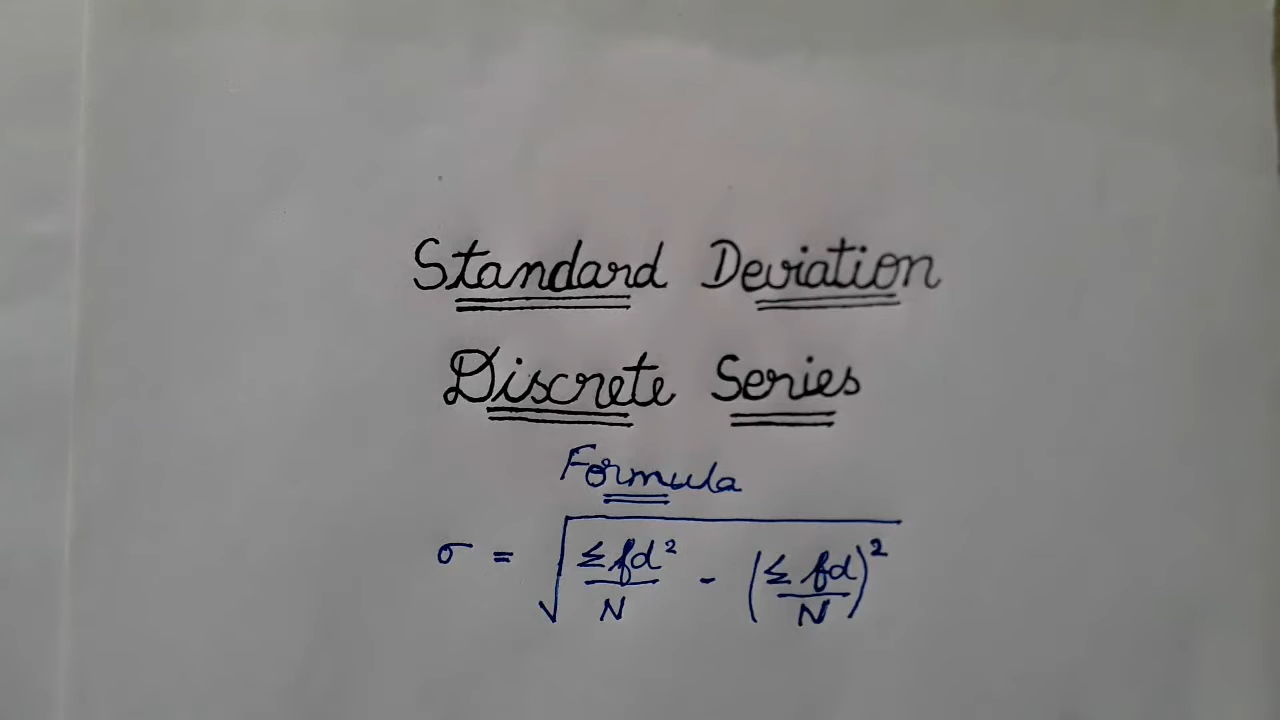 Standard Deviation
Discrete Series
Formula
σ = √(Σfd²/N - (Σfd/N)²)